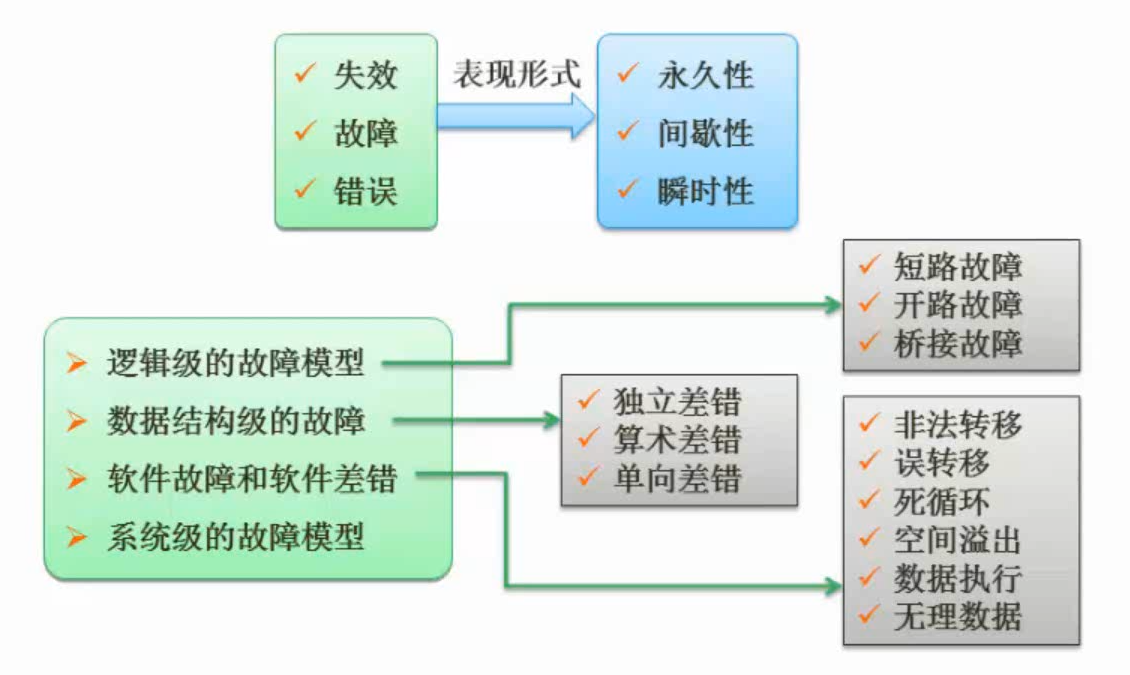 失效
故障
错误
表现形式
永久性
间歇性
瞬时性
逻辑级的故障模型
数据结构级的故障
软件故障和软件差错
系统级的故障模型
短路故障
开路故障
桥接故障
独立差错
算术差错
单向差错
非法转移
误转移
死循环
空间溢出
数据执行
无理数据